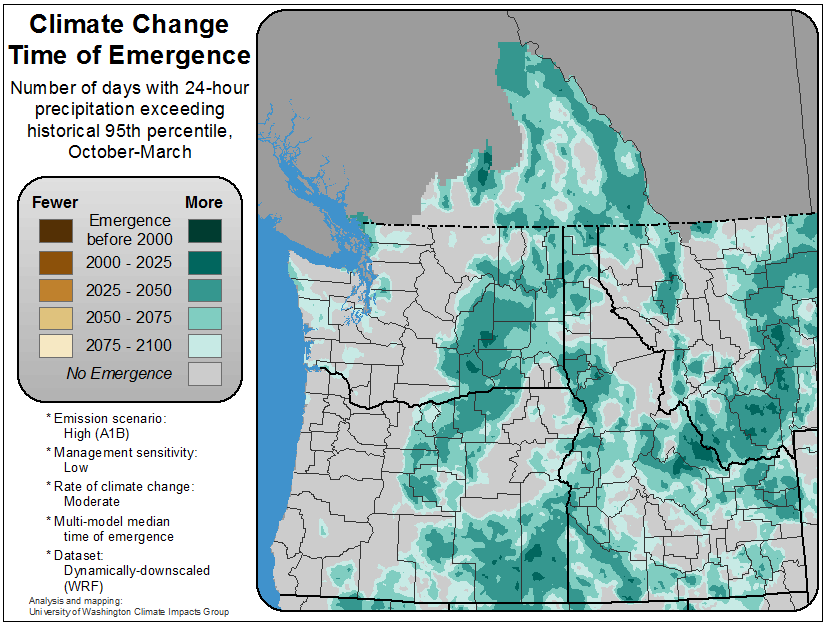 Climate Change
Time of Emergence
Number of days with 24-hour
precipitation exceeding
historical 95th percentile,
October-March
Fewer More
Emergence
before 2000
2000 - 2025
2025 - 2050
2050 - 2075
2075 - 2100
No Emergence
* Emission scenario:
High (A1B)
* Management sensitivity:
Low
* Rate of climate change:
Moderate
* Multi-model median
time of emergence
* Dataset:
Dynamically-downscaled
(WRF)
Analysis and mapping:
University of Washington Climate Impacts Group